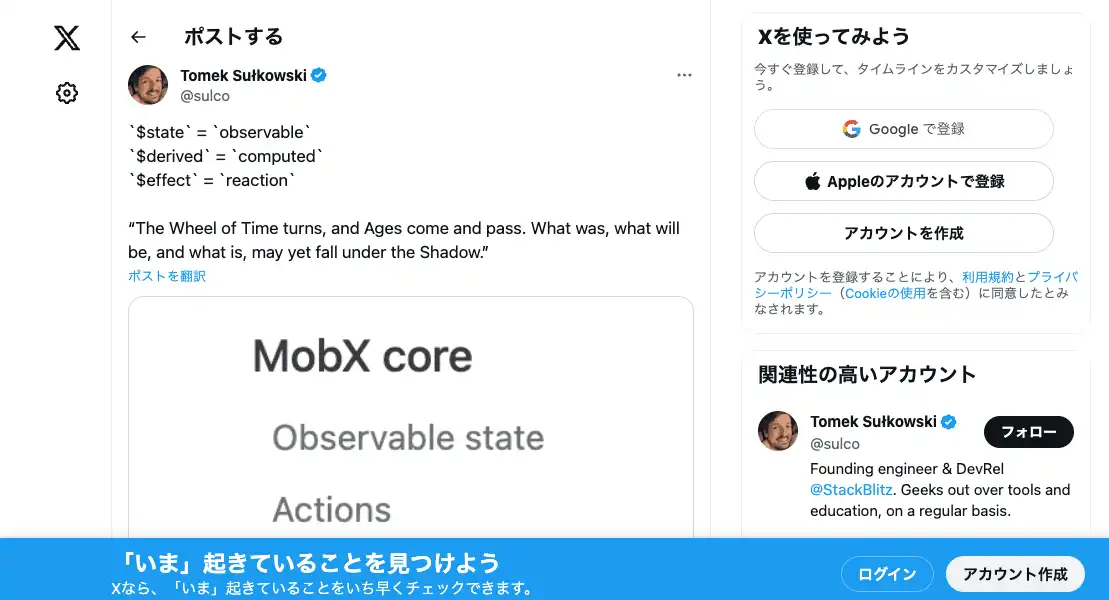 ポストする
Tomek Sułkowski
@sulco
`$state` = `observable`
`$derived` = `computed`
`$effect` = `reaction`
“The Wheel of Time turns, and Ages come and pass. What was, what will
be, and what is, may yet fall under the Shadow.”
ポストを翻訳
MobX core
Observable state
Actions
Xを使ってみよう
今すぐ登録して、タイムラインをカスタマイズしましょ
う。
Google で登録
Appleのアカウントで登録
アカウントを作成
アカウントを登録することにより、利用規約とプライバ
シーポリシー（Cookieの使用を含む）に同意したとみ
なされます。
関連性の高いアカウント
Tomek Sułkowski
@sulco
フォロー
Founding engineer & DevRel
@StackBlitz. Geeks out over tools and
education, on a regular basis.
「いま」起きていることを見つけよう
Xなら、「いま」起きていることをいち早くチェックできます。
ログイン
アカウント作成